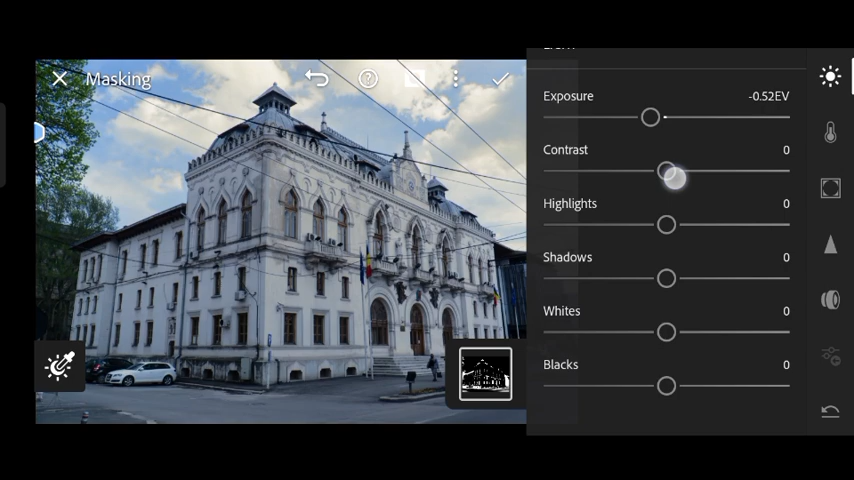 Masking
Exposure -0.52EV
Contrast 0
Highlights 0
Shadows 0
Whites 0
Blacks 0